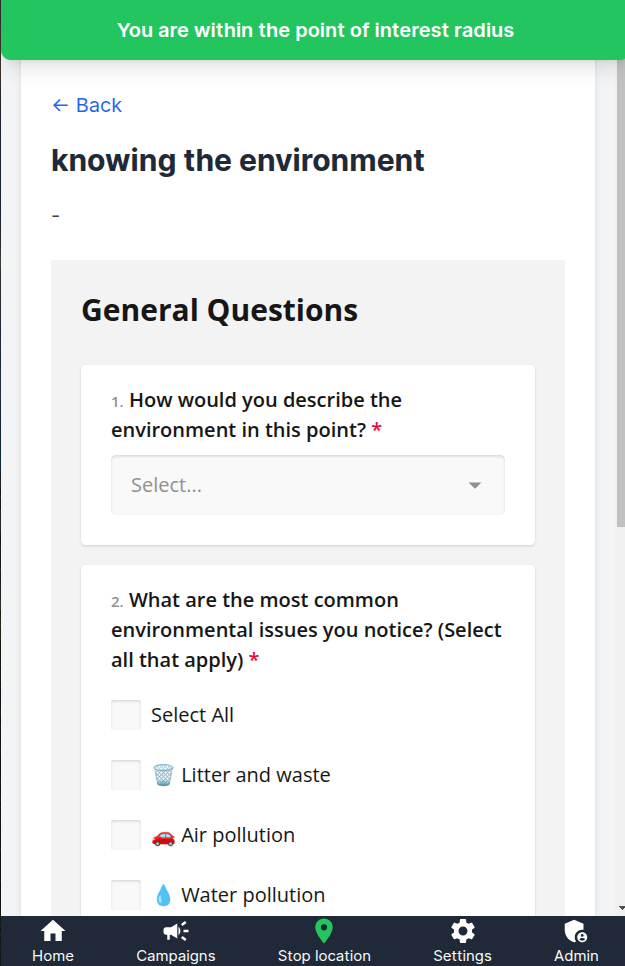 You are within the point of interest radius
← Back
knowing the environment
-
General Questions
1. How would you describe the
environment in this point? *
Select...
2. What are the most common
environmental issues you notice? (Select
all that apply) *
Select All
🗑️ Litter and waste
🚗 Air pollution
💧 Water pollution
Home Campaigns Stop location Settings Admin